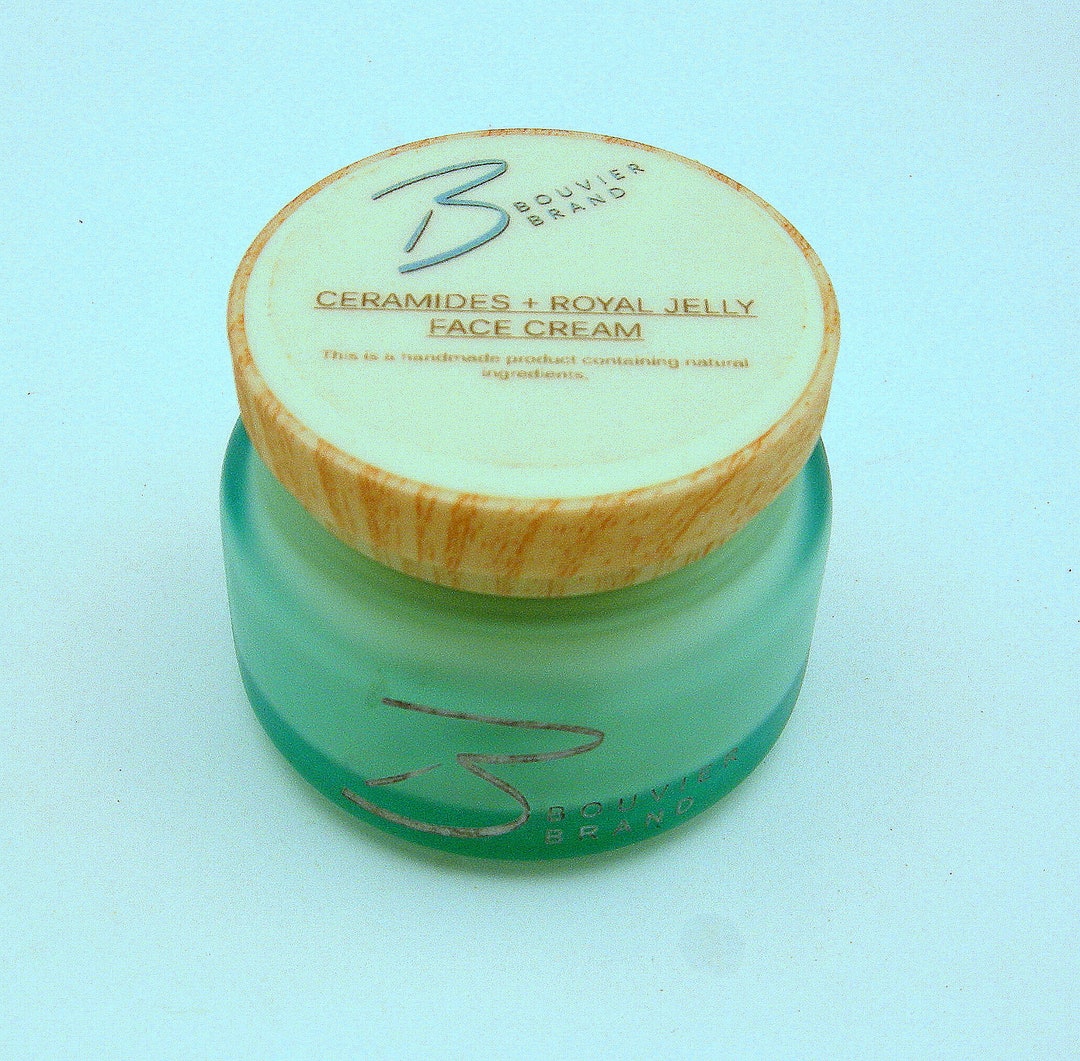 B BOUVIER
BRAND
CERAMIDES + ROYAL JELLY
FACE CREAM
This is a handmade product containing natural
ingredients.
B BOUVIER
BRAND